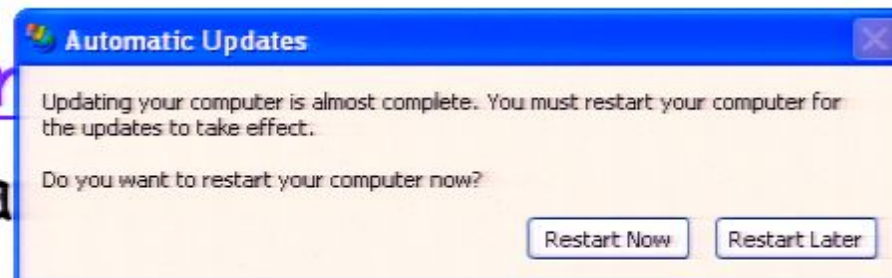 Automatic Updates
Updating your computer is almost complete. You must restart your computer for
the updates to take effect.
Do you want to restart your computer now?
Restart Now Restart Later